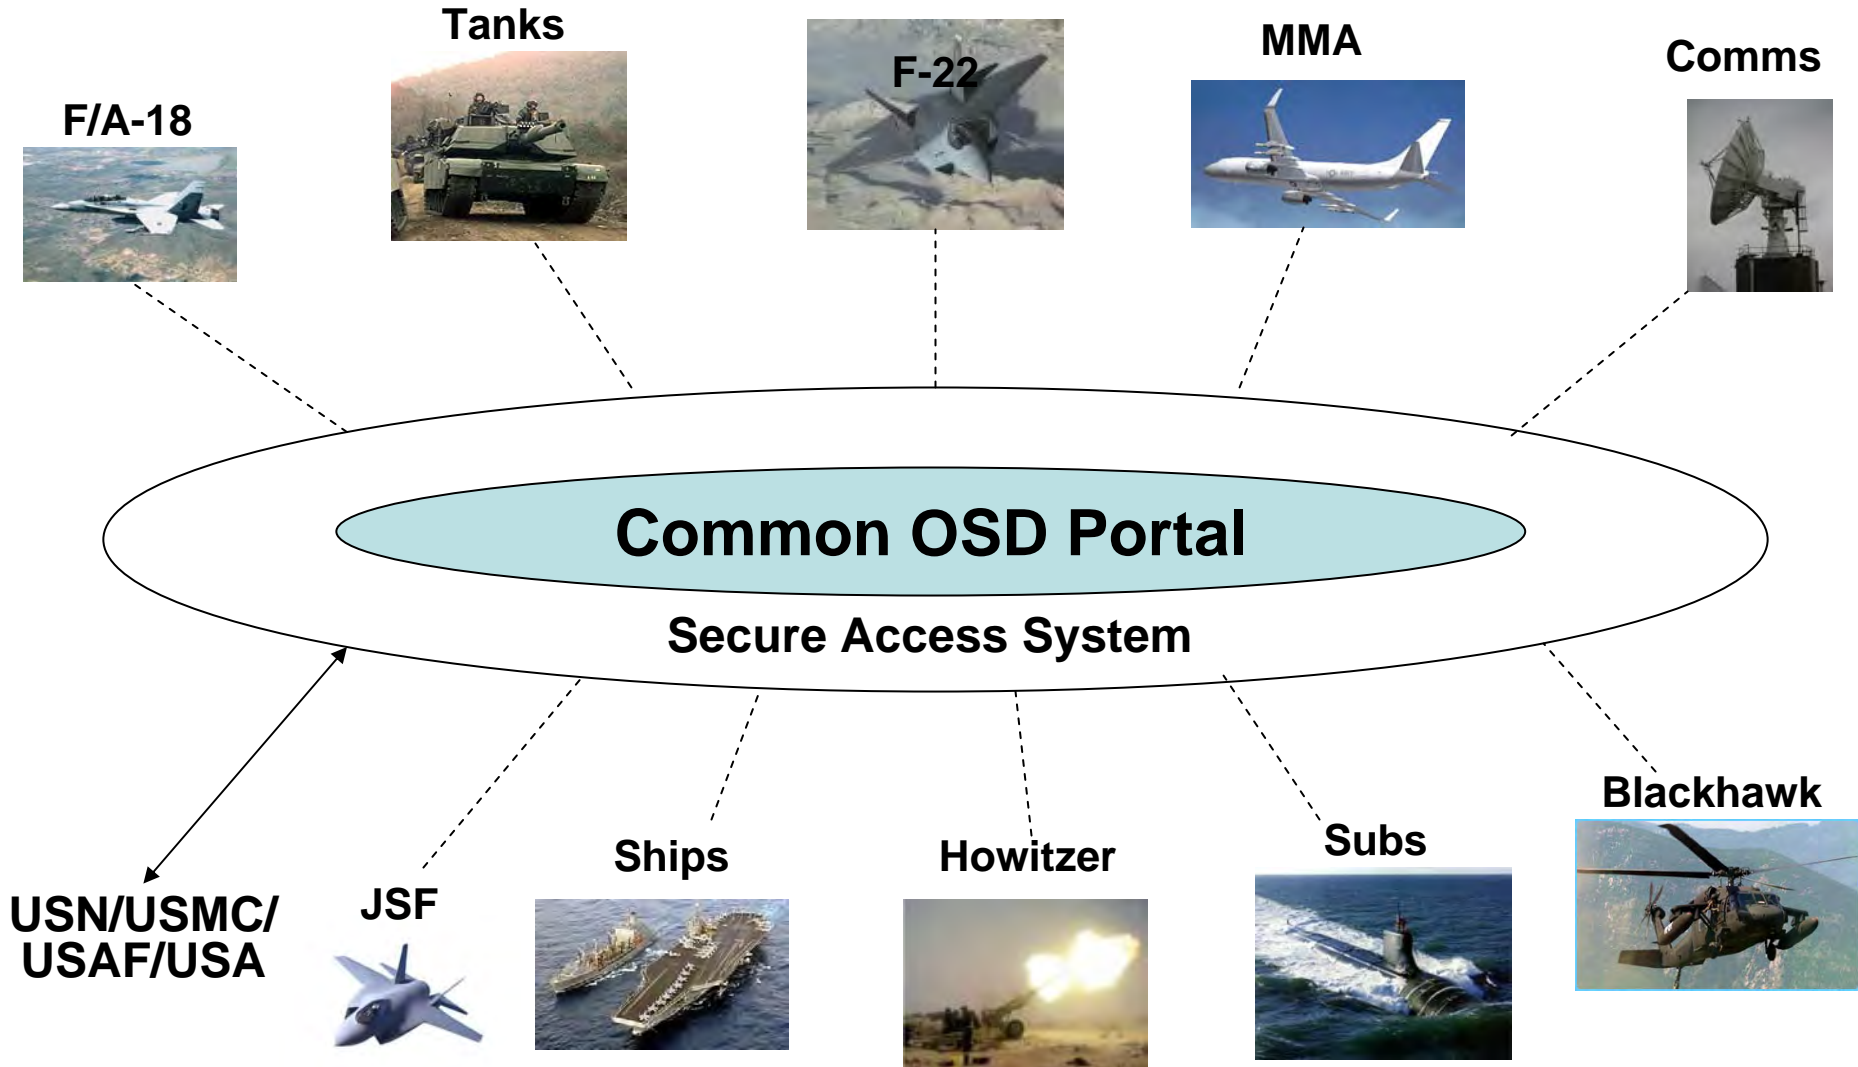 Tanks
F-22
MMA
Comms
F/A-18
Common OSD Portal
Secure Access System
USN/USMC/
USAF/USA
JSF
Ships
Howitzer
Subs
Blackhawk